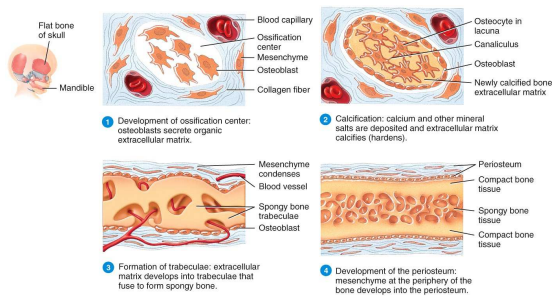 Flat bone
of skull
Mandible
Blood capillary
Ossification
center
Mesenchyme
Osteoblast
Collagen fiber
1 Development of ossification center:
osteoblasts secrete organic
extracellular matrix.
Osteocyte in
lacuna
Canaliculus
Osteoblast
Newly calcified bone
extracellular matrix
2 Calcification: calcium and other mineral
salts are deposited and extracellular matrix
calcifies (hardens).
Mesenchyme
condenses
Blood vessel
Spongy bone
trabeculae
Osteoblast
3 Formation of trabeculae: extracellular
matrix develops into trabeculae that
fuse to form spongy bone.
Periosteum
Compact bone
tissue
Spongy bone
tissue
Compact bone
tissue
4 Development of the periosteum:
mesenchyme at the periphery of the
bone develops into the periosteum.